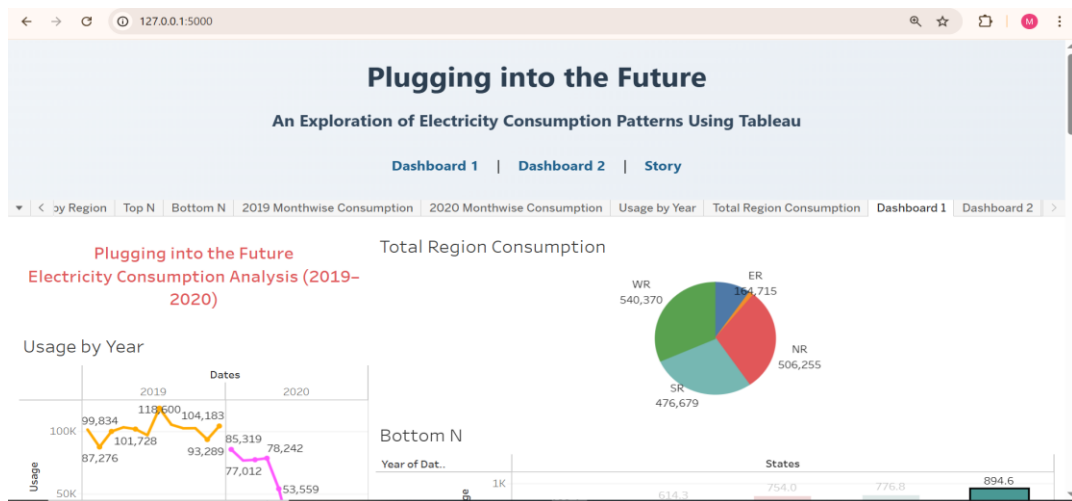 127.0.0.1:5000
M
Plugging into the Future
An Exploration of Electricity Consumption Patterns Using Tableau
Dashboard 1 | Dashboard 2 | Story
by Region Top N Bottom N 2019 Monthwise Consumption 2020 Monthwise Consumption Usage by Year Total Region Consumption Dashboard 1 Dashboard 2
Plugging into the Future
Electricity Consumption Analysis (2019–
2020)
Total Region Consumption
WR
540,370
ER
164,715
NR
506,255
SR
476,679
Usage by Year
Dates
2019 2020
100K
50K
Usage
99,834
87,276
101,728
118,600
104,183
93,289
85,319
77,012
78,242
53,559
Bottom N
Year of Dat.. States
1K
614.3
754.0
776.8
894.6